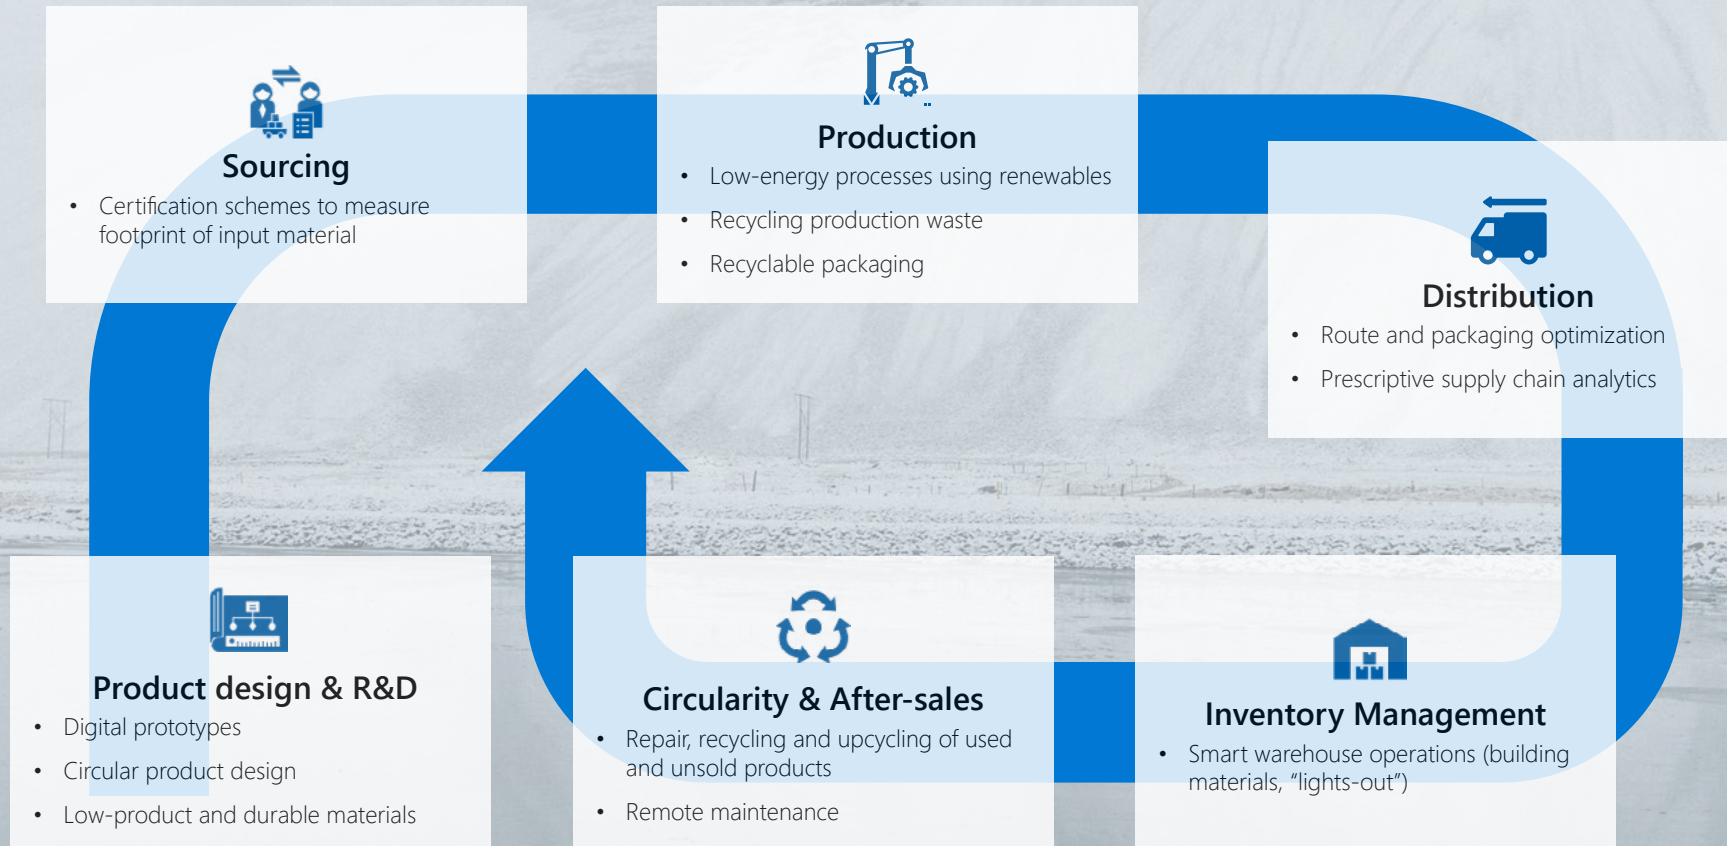 Sourcing
• Certification schemes to measure
footprint of input material
Production
• Low-energy processes using renewables
• Recycling production waste
• Recyclable packaging
Distribution
• Route and packaging optimization
• Prescriptive supply chain analytics
Product design & R&D
• Digital prototypes
• Circular product design
• Low-product and durable materials
Circularity & After-sales
• Repair, recycling and upcycling of used
and unsold products
• Remote maintenance
Inventory Management
• Smart warehouse operations (building
materials, “lights-out”)